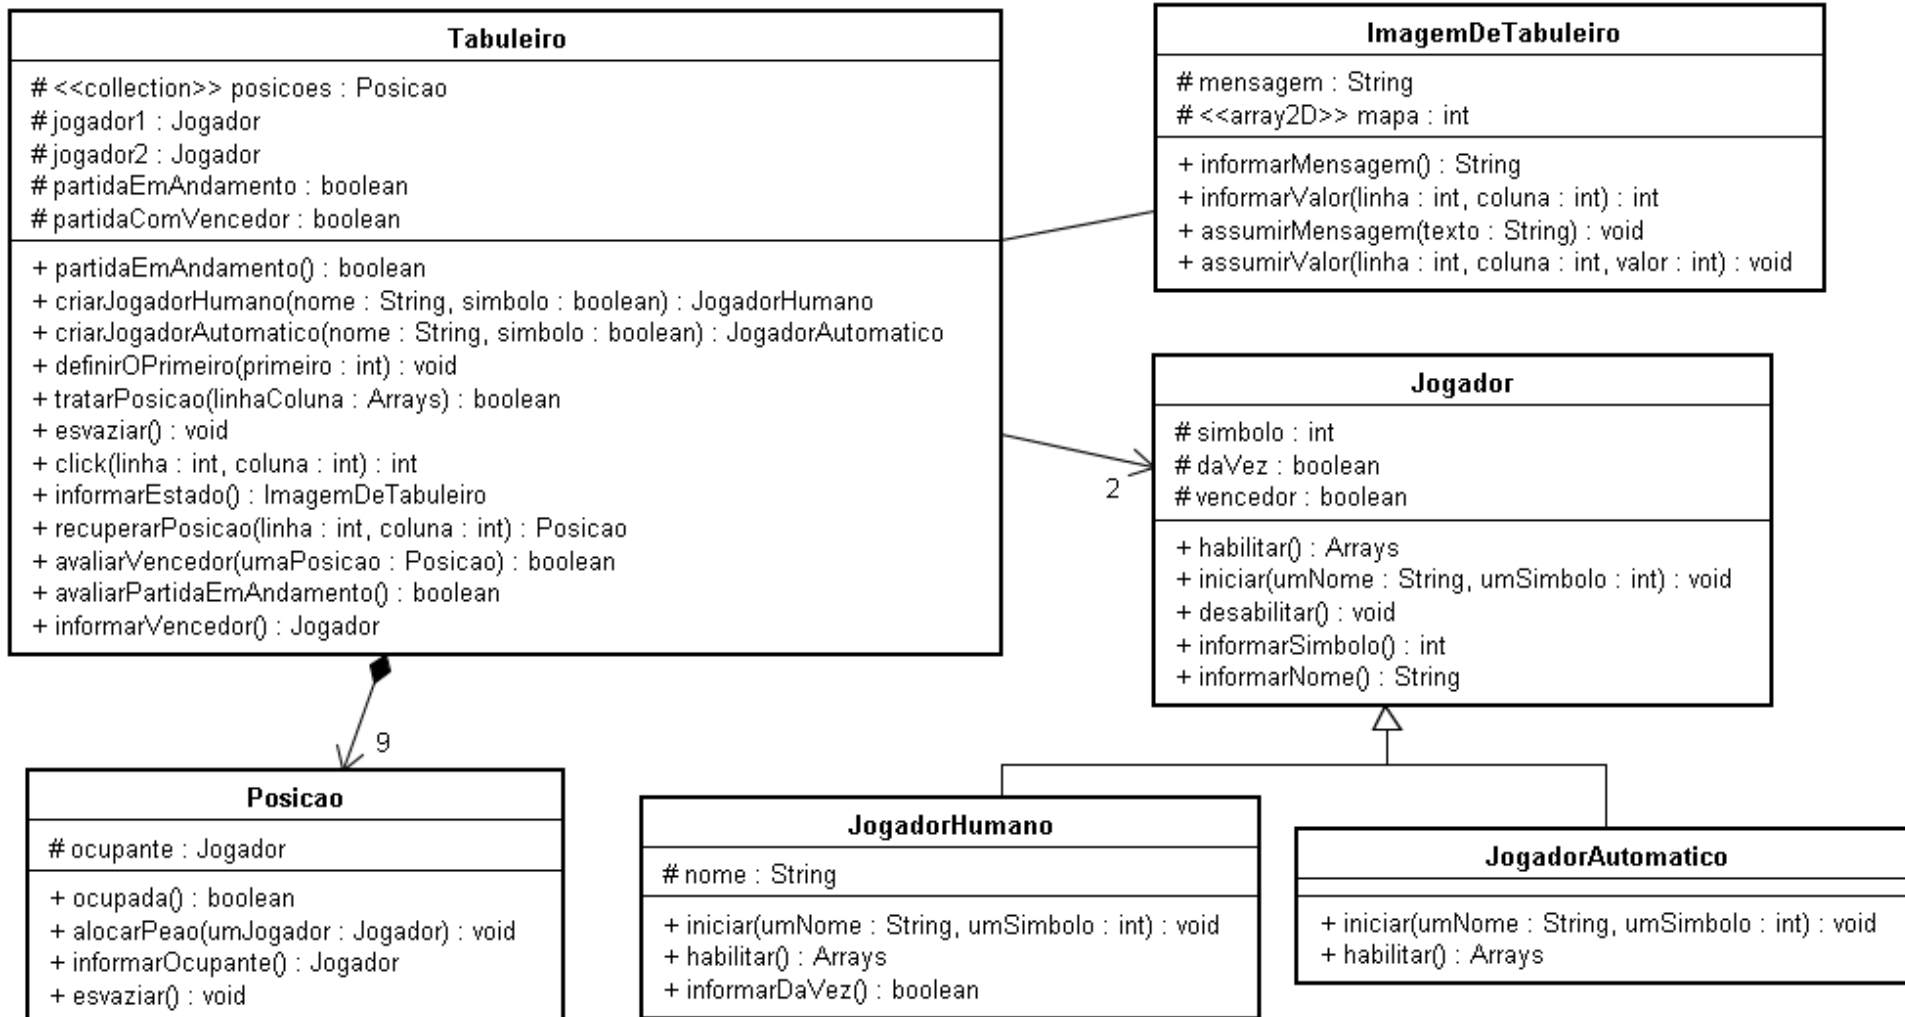 Tabuleiro
# <<collection>> posicoes : Posicao
# jogador1 : Jogador
# jogador2 : Jogador
# partidaEmAndamento : boolean
# partidaComVencedor : boolean
+ partidaEmAndamento() : boolean
+ criarJogadorHumano(nome : String, simbolo : boolean) : JogadorHumano
+ criarJogadorAutomatico(nome : String, simbolo : boolean) : JogadorAutomatico
+ definirOPrimeiro(primeiro : int) : void
+ tratarPosicao(linhaColuna : Arrays) : boolean
+ esvaziar() : void
+ click(linha : int, coluna : int) : int
+ informarEstado() : ImagemDeTabuleiro
+ recuperarPosicao(linha : int, coluna : int) : Posicao
+ avaliarVencedor(umaPosicao : Posicao) : boolean
+ avaliarPartidaEmAndamento() : boolean
+ informarVencedor() : Jogador
ImagemDeTabuleiro
# mensagem : String
# <<array2D>> mapa : int
+ informarMensagem() : String
+ informarValor(linha : int, coluna : int) : int
+ assumirMensagem(texto : String) : void
+ assumirValor(linha : int, coluna : int, valor : int) : void
2
Jogador
# simbolo : int
# daVez : boolean
# vencedor : boolean
+ habilitar() : Arrays
+ iniciar(umNome : String, umSimbolo : int) : void
+ desabilitar() : void
+ informarSimbolo() : int
+ informarNome() : String
9
Posicao
# ocupante : Jogador
+ ocupada() : boolean
+ alocarPeao(umJogador : Jogador) : void
+ informarOcupante() : Jogador
+ esvaziar() : void
JogadorHumano
# nome : String
+ iniciar(umNome : String, umSimbolo : int) : void
+ habilitar() : Arrays
+ informarDaVez() : boolean
JogadorAutomatico
+ iniciar(umNome : String, umSimbolo : int) : void
+ habilitar() : Arrays